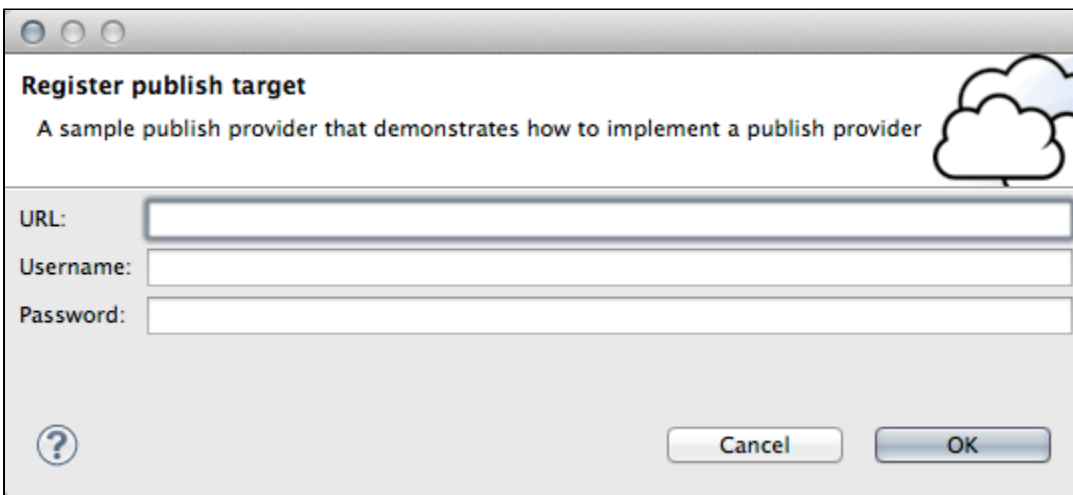 Register publish target
A sample publish provider that demonstrates how to implement a publish provider
URL:
Username:
Password:
?
Cancel
OK